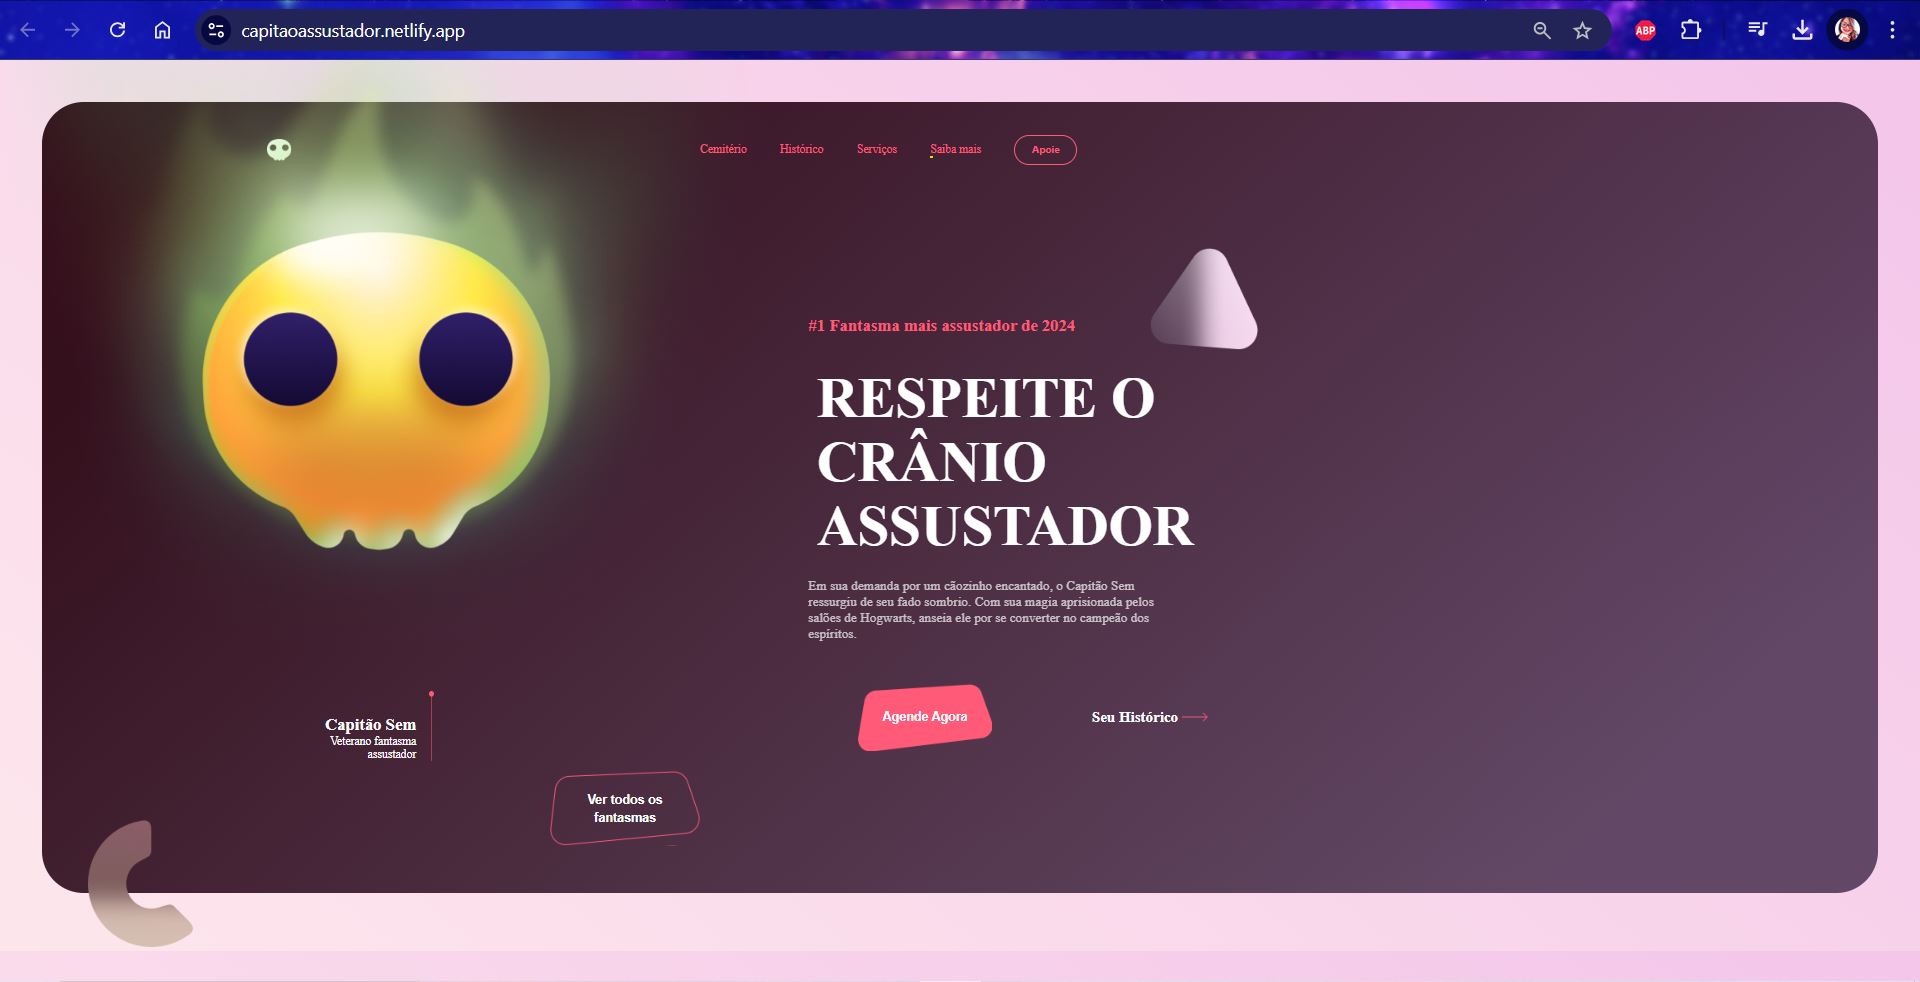 capitaoassustador.netlify.app
ABP
Cemitério
Histórico
Serviços
Saiba mais
Apoie
#1 Fantasma mais assustador de 2024
RESPEITE O
CRÂNIO
ASSUSTADOR
Em sua demanda por um cãozinho encantado, o Capitão Sem
ressurgiu de seu fado sombrio. Com sua magia aprisionada pelos
salões de Hogwarts, anseia ele por se converter no campeão dos
espíritos.
Agende Agora
Seu Histórico
Capitão Sem
Veterano fantasma
assustador
Ver todos os
fantasmas